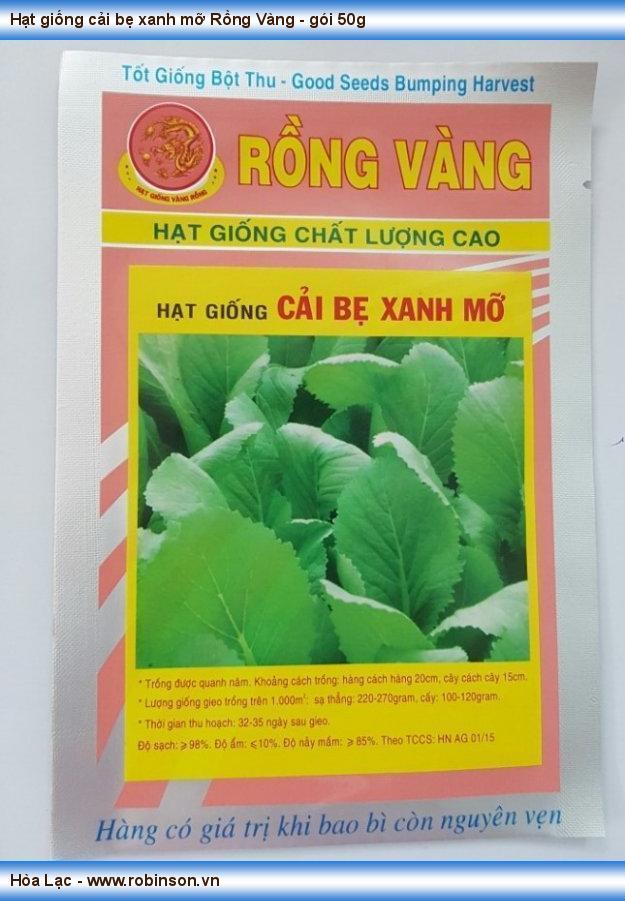 Hạt giống cải bẹ xanh mỡ Rồng Vàng - gói 50g
Tốt Giống Bột Thu - Good Seeds Bumping Harvest
RỒNG VÀNG
HẠT GIỐNG VÀNG RỒNG
HẠT GIỐNG CHẤT LƯỢNG CAO
HẠT GIỐNG CẢI BẸ XANH MỠ
* Trồng được quanh năm. Khoảng cách trồng: hàng cách hàng 20cm, cây cách cây 15cm.
* Lượng giống gieo trồng trên 1.000m²: sạ thẳng: 220-270gram, cấy: 100-120gram.
* Thời gian thu hoạch: 32-35 ngày sau gieo.
Độ sạch: ⩾ 98%. Độ ẩm: ⩽ 10%. Độ nảy mầm: ⩾ 85%. Theo TCCS: HN AG 01/15
Hàng có giá trị khi bao bì còn nguyên vẹn
Hòa Lạc - www.robinson.vn